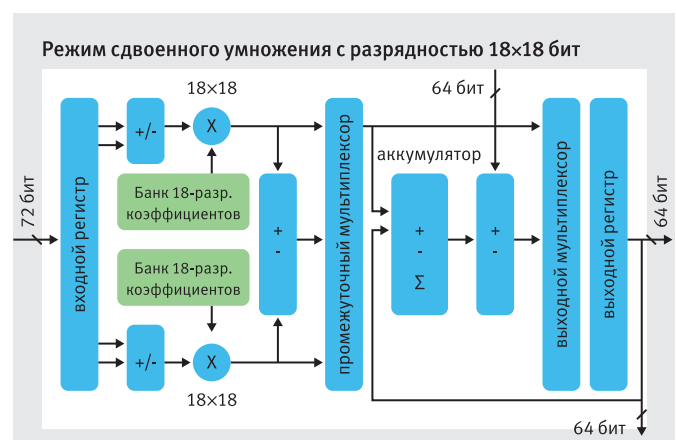 Режим сдвоенного умножения с разрядностью 18×18 бит
18×18
64 бит
72 бит
входной регистр
+/-
X
Банк 18-разр.
коэффициентов
+
-
промежуточный мультиплексор
аккумулятор
+
-
Σ
+
-
выходной мультиплексор
выходной регистр
64 бит
Банк 18-разр.
коэффициентов
+/-
X
18×18
64 бит